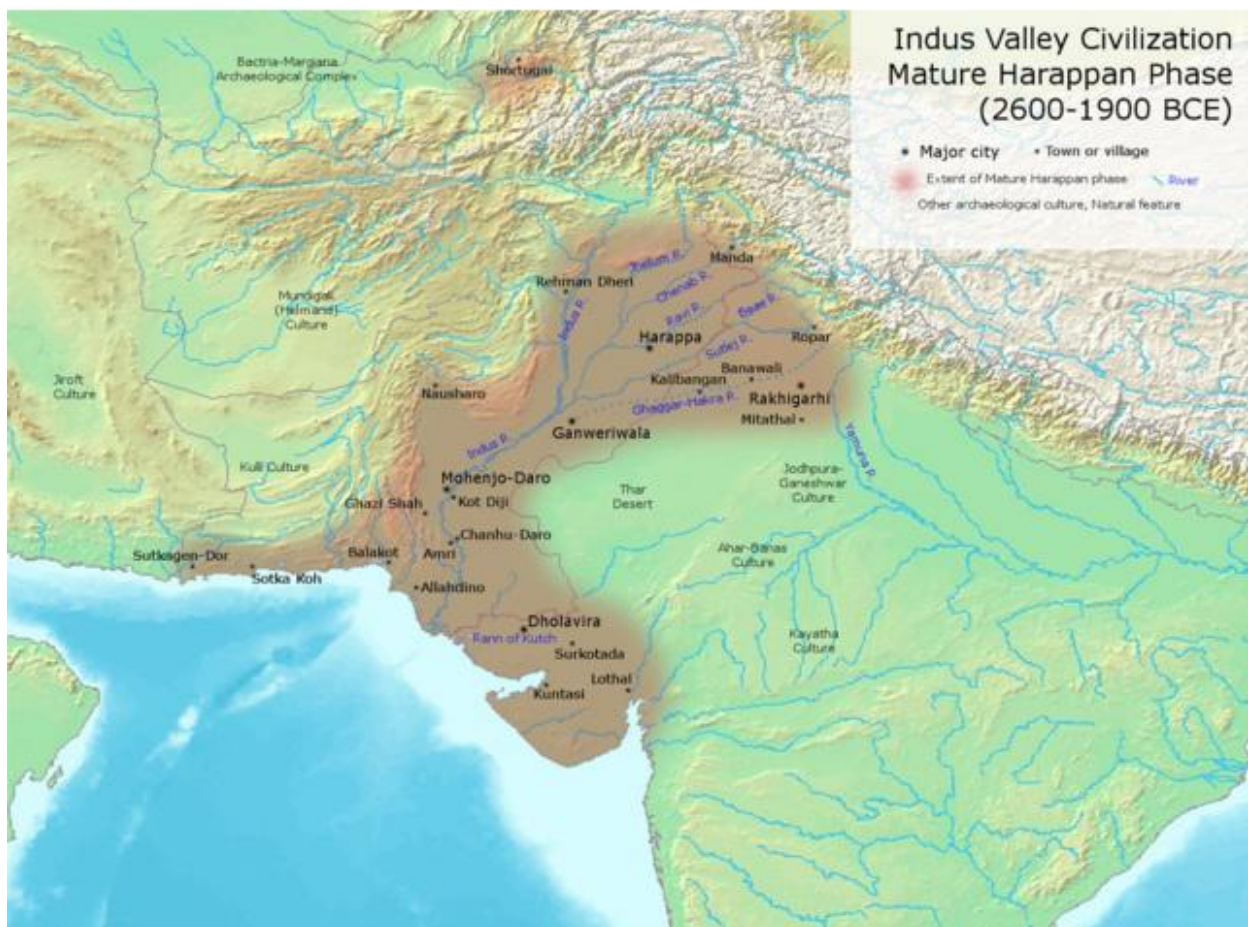 Indus Valley Civilization
Mature Harappan Phase
(2600-1900 BCE)
Major city
Town or village
Extent of Mature Harappan phase
River
Other archaeological culture, Natural feature
Bactria-Margiana
Archaeological Complex
Shortugai
Manda
Jhelum R.
Rehman Dheri
Chenab R.
Mundigak
(Helmand)
Culture
Indus R.
Ravi R.
Beas R.
Harappa
Ropar
Sutlej R.
Jiroft
Culture
Nausharo
Kalibangan
Banawali
Rakhigarhi
Ghaggar-Hakra R.
Mitathal
Ganweriwala
Indus R.
Yamuna R.
Kulli Culture
Mohenjo-Daro
Kot Diji
Ghazi Shah
Thar
Desert
Jodhpura-
Ganeshwar
Culture
Chanhu-Daro
Amri
Sutkagen-Dor
Balakot
Sotka Koh
Allahdino
Ahar-Banas
Culture
Dholavira
Rann of Kutch
Surkotada
Kayatha
Culture
Lothal
Kuntasi